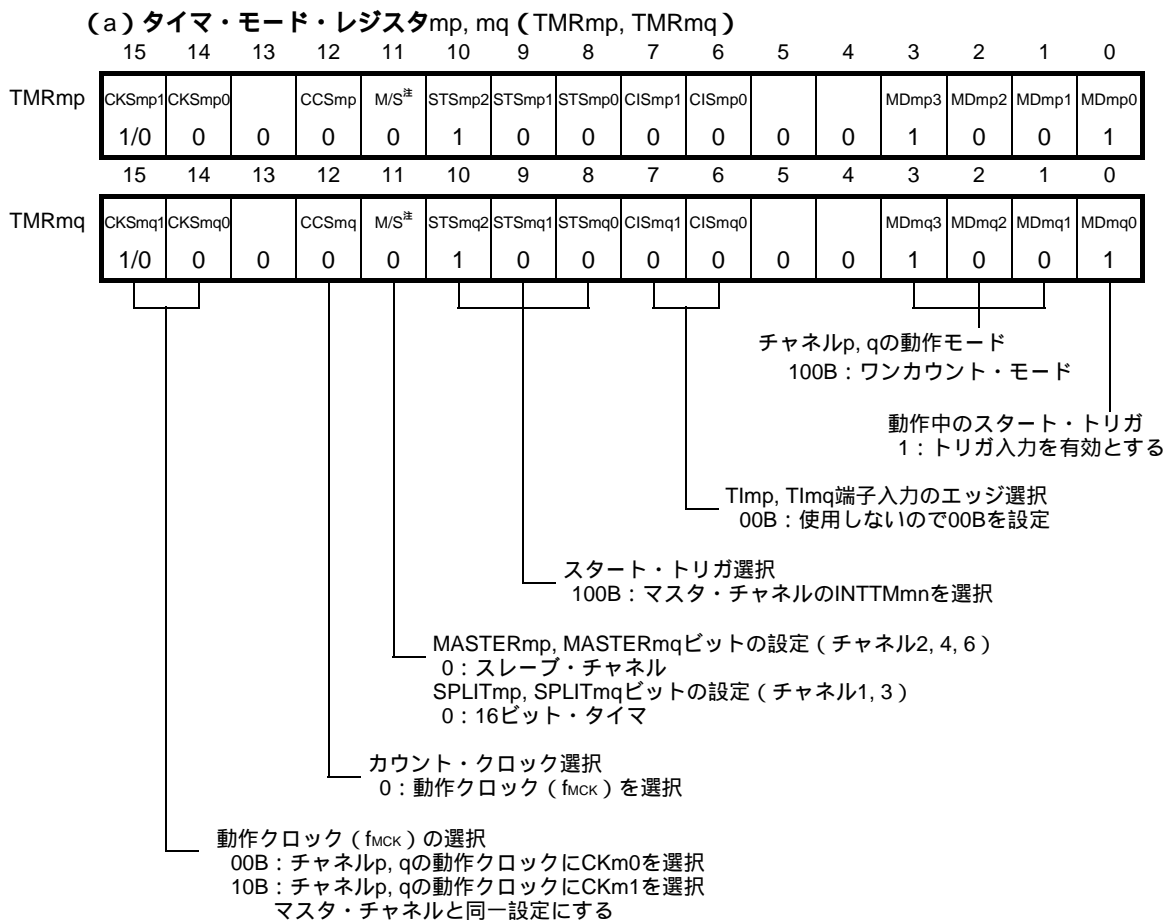 （a）タイマ・モード・レジスタmp, mq（TMRmp, TMRmq）
15 14 13 12 11 10 9 8 7 6 5 4 3 2 1 0
TMRmp CKSmp1 CKSmp0 CCSmp M/S注 STSmp2 STSmp1 STSmp0 CISmp1 CISmp0 MDmp3 MDmp2 MDmp1 MDmp0
1/0 0 0 0 0 1 0 0 0 0 0 0 1 0 0 1
15 14 13 12 11 10 9 8 7 6 5 4 3 2 1 0
TMRmq CKSmq1 CKSmq0 CCSmq M/S注 STSmq2 STSmq1 STSmq0 CISmq1 CISmq0 MDmq3 MDmq2 MDmq1 MDmq0
1/0 0 0 0 0 1 0 0 0 0 0 0 1 0 0 1
チャネルp, qの動作モード
100B：ワンカウント・モード
動作中のスタート・トリガ
1：トリガ入力を有効とする
TImp, TImq端子入力のエッジ選択
00B：使用しないので00Bを設定
スタート・トリガ選択
100B：マスタ・チャネルのINTTMmnを選択
MASTERmp, MASTERmqビットの設定（チャネル2, 4, 6）
0：スレーブ・チャネル
SPLITmp, SPLITmqビットの設定（チャネル1, 3）
0：16ビット・タイマ
カウント・クロック選択
0：動作クロック（fMCK）を選択
動作クロック（fMCK）の選択
00B：チャネルp, qの動作クロックにCKm0を選択
10B：チャネルp, qの動作クロックにCKm1を選択
マスタ・チャネルと同一設定にする